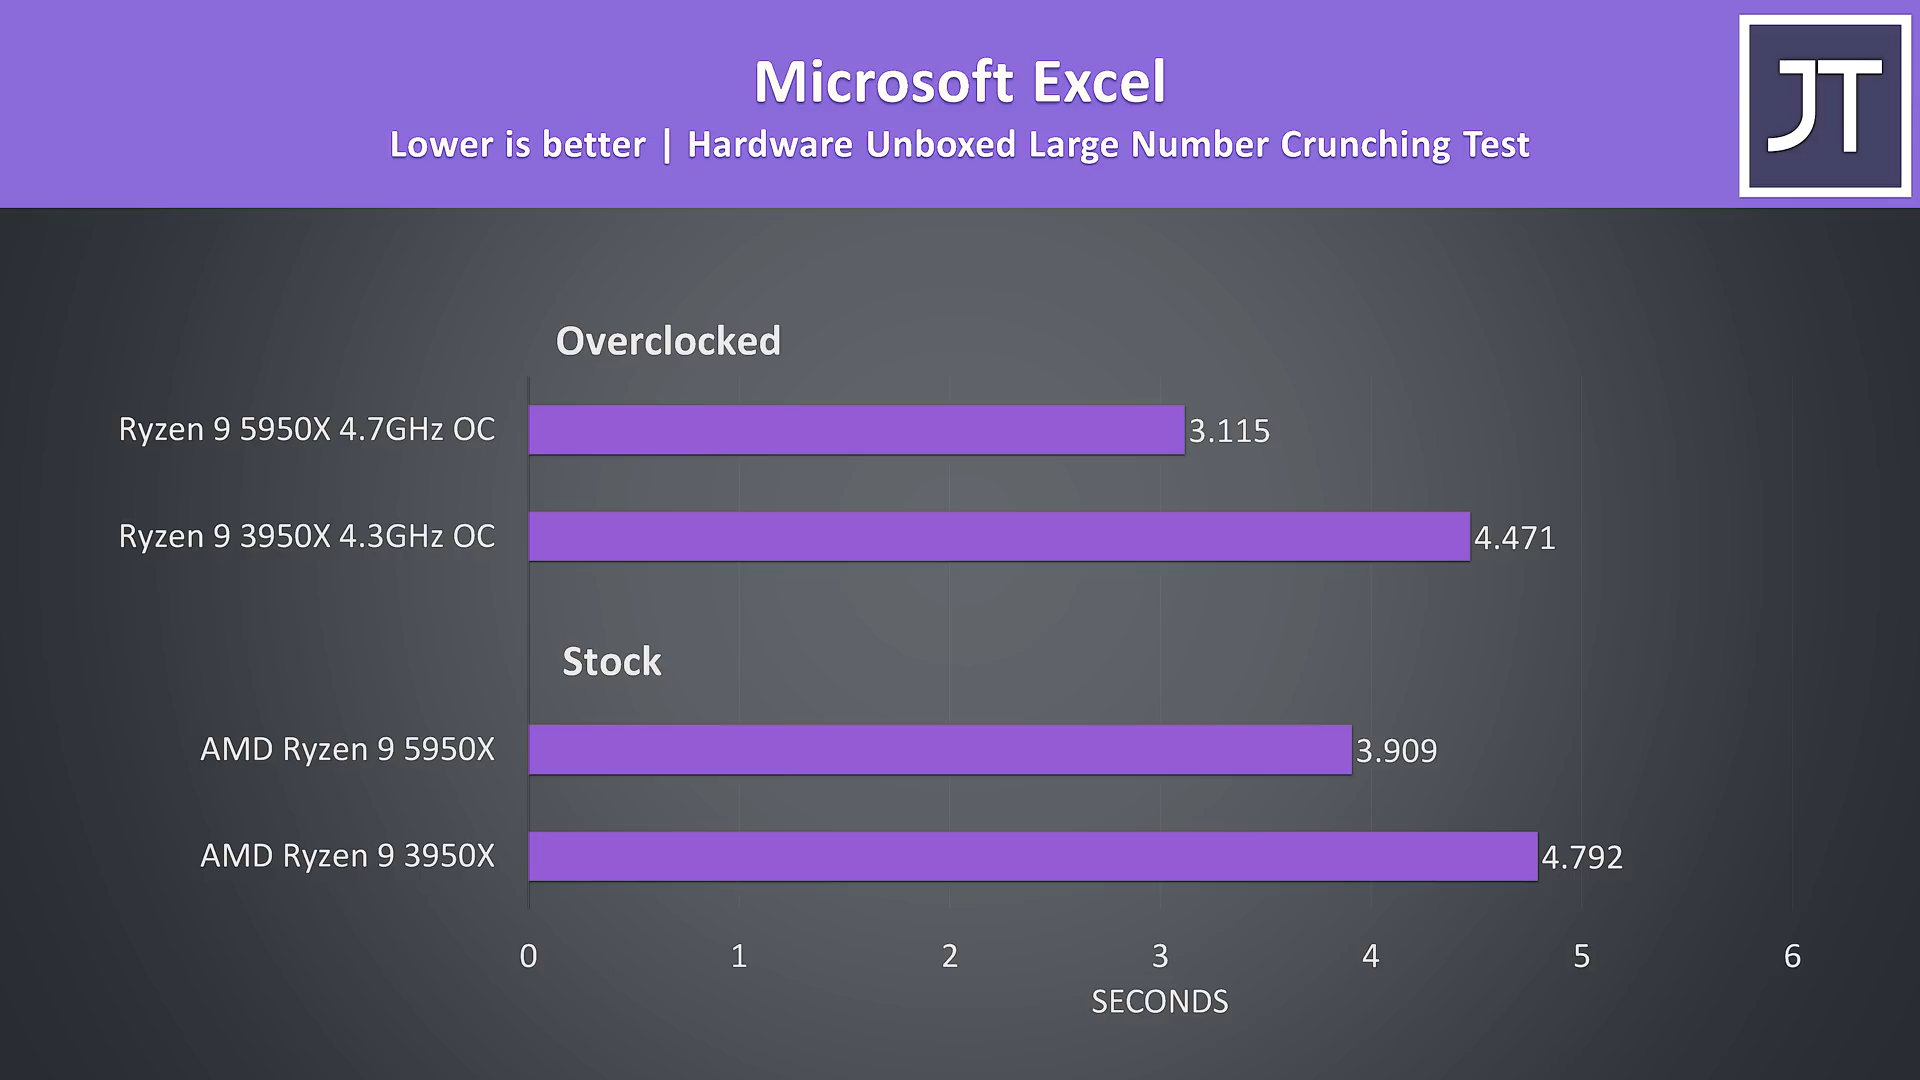 Microsoft Excel
Lower is better | Hardware Unboxed Large Number Crunching Test
JT
Overclocked
Ryzen 9 5950X 4.7GHz OC
3.115
Ryzen 9 3950X 4.3GHz OC
4.471
Stock
AMD Ryzen 9 5950X
3.909
AMD Ryzen 9 3950X
4.792
0 1 2 3 4 5 6
SECONDS